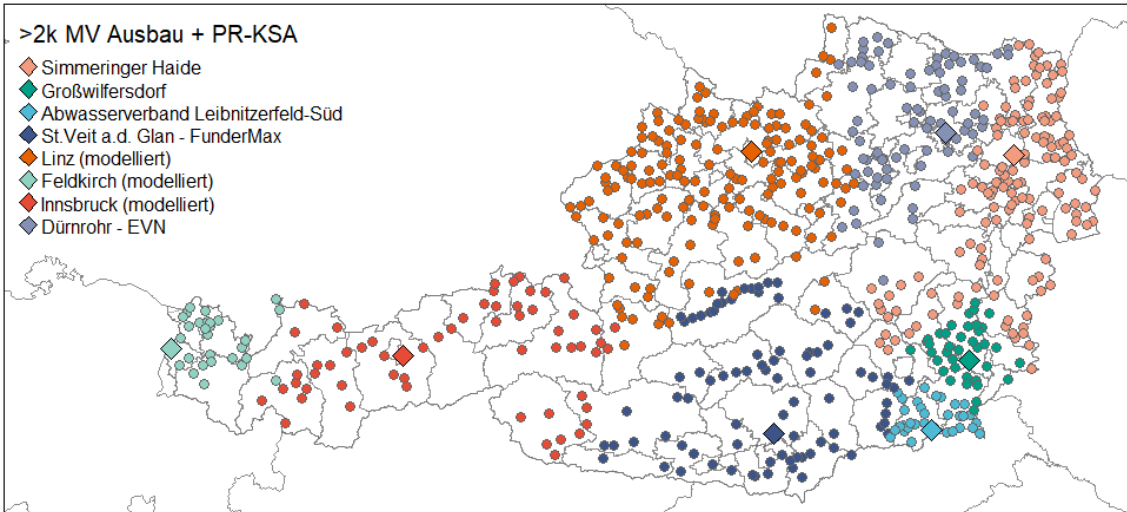 >2k MV Ausbau + PR-KSA
Simmeringer Haide
Großwilfersdorf
Abwasserverband Leibnitzerfeld-Süd
St.Veit a.d. Glan - FunderMax
Linz (modelliert)
Feldkirch (modelliert)
Innsbruck (modelliert)
Dürnrohr - EVN